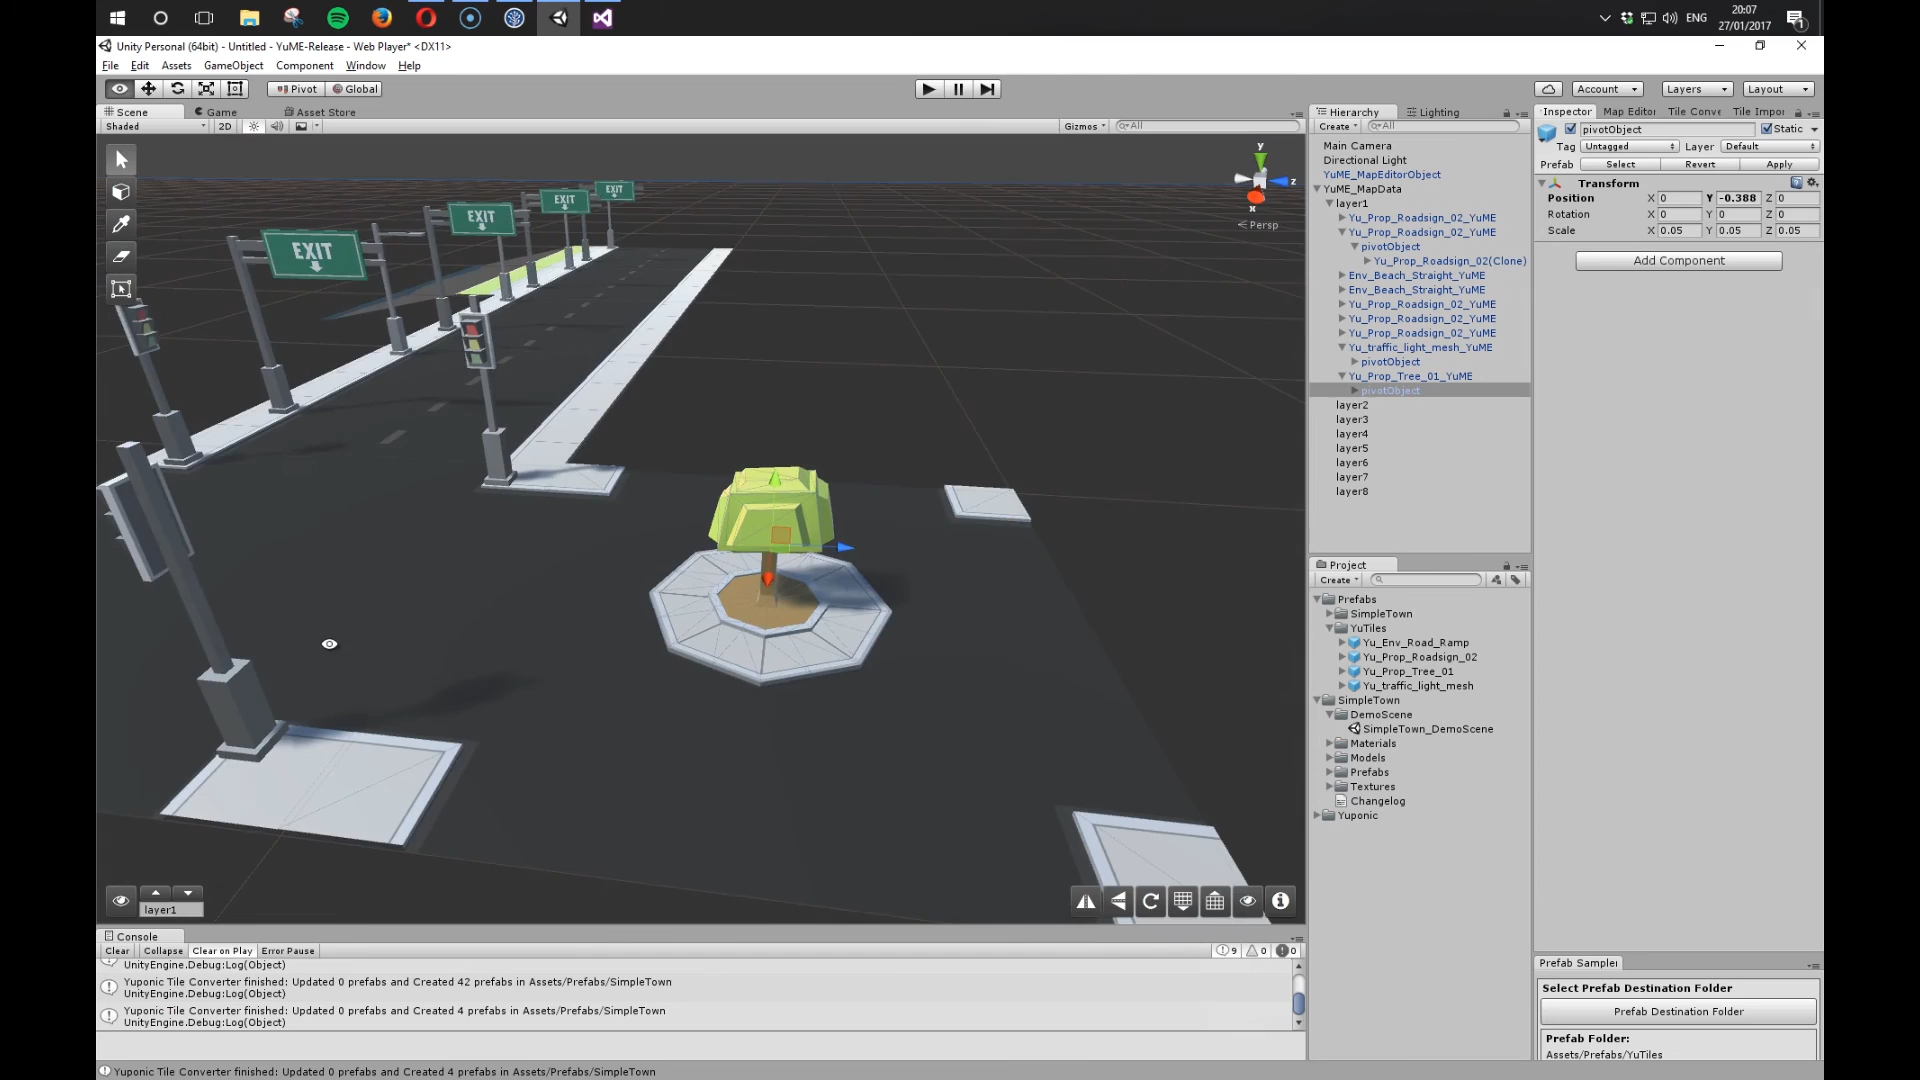 ENG
20:07
27/01/2017
1
Unity Personal (64bit) - Untitled - YuME-Release - Web Player* <DX11>
File Edit Assets GameObject Component Window Help
Pivot Global
Account Layers Layout
Scene Game Asset Store
Shaded 2D Gizmos All
y
z
x
Persp
EXIT
EXIT
EXIT
EXIT
layer1
Hierarchy Lighting
Create All
Main Camera
Directional Light
YuME_MapEditorObject
YuME_MapData
layer1
Yu_Prop_Roadsign_02_YuME
Yu_Prop_Roadsign_02_YuME
pivotObject
Yu_Prop_Roadsign_02(Clone)
Env_Beach_Straight_YuME
Env_Beach_Straight_YuME
Yu_Prop_Roadsign_02_YuME
Yu_Prop_Roadsign_02_YuME
Yu_Prop_Roadsign_02_YuME
Yu_traffic_light_mesh_YuME
pivotObject
Yu_Prop_Tree_01_YuME
pivotObject
layer2
layer3
layer4
layer5
layer6
layer7
layer8
Project
Create
Prefabs
SimpleTown
YuTiles
Yu_Env_Road_Ramp
Yu_Prop_Roadsign_02
Yu_Prop_Tree_01
Yu_traffic_light_mesh
SimpleTown
DemoScene
SimpleTown_DemoScene
Materials
Models
Prefabs
Textures
Changelog
Yuponic
Inspector Map Editor Tile Conve Tile Impor
pivotObject Static
Tag Untagged Layer Default
Prefab Select Revert Apply
Transform
Position X 0 Y -0.388 Z 0
Rotation X 0 Y 0 Z 0
Scale X 0.05 Y 0.05 Z 0.05
Add Component
Prefab Sampler
Select Prefab Destination Folder
Prefab Destination Folder
Prefab Folder:
Assets/Prefabs/YuTiles
Console
Clear Collapse Clear on Play Error Pause 9 0 0
UnityEngine.Debug:Log(Object)
Yuponic Tile Converter finished: Updated 0 prefabs and Created 42 prefabs in Assets/Prefabs/SimpleTown
UnityEngine.Debug:Log(Object)
Yuponic Tile Converter finished: Updated 0 prefabs and Created 4 prefabs in Assets/Prefabs/SimpleTown
UnityEngine.Debug:Log(Object)
Yuponic Tile Converter finished: Updated 0 prefabs and Created 4 prefabs in Assets/Prefabs/SimpleTown